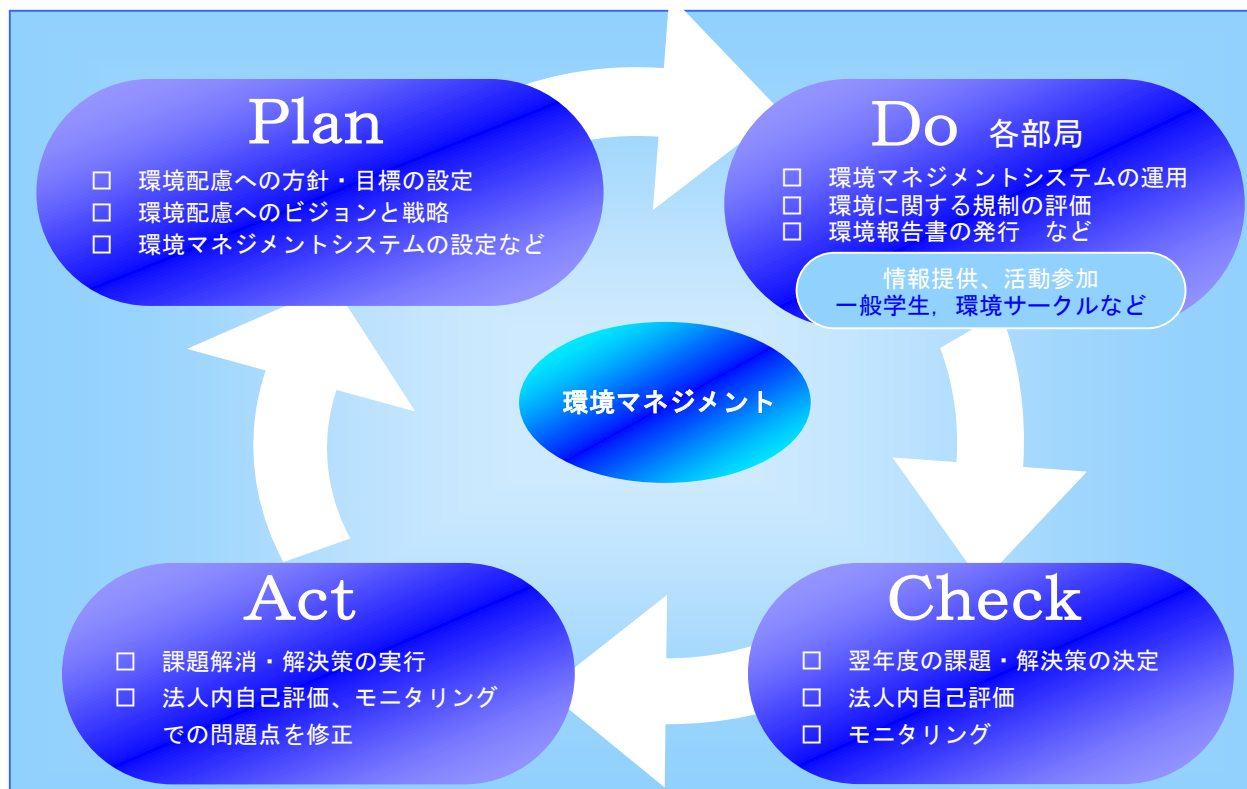 Plan
□ 環境配慮への方針・目標の設定
□ 環境配慮へのビジョンと戦略
□ 環境マネジメントシステムの設定など
Do 各部局
□ 環境マネジメントシステムの運用
□ 環境に関する規制の評価
□ 環境報告書の発行　など
情報提供、活動参加
一般学生, 環境サークルなど
環境マネジメント
Act
□ 課題解消・解決策の実行
□ 法人内自己評価、モニタリング
での問題点を修正
Check
□ 翌年度の課題・解決策の決定
□ 法人内自己評価
□ モニタリング